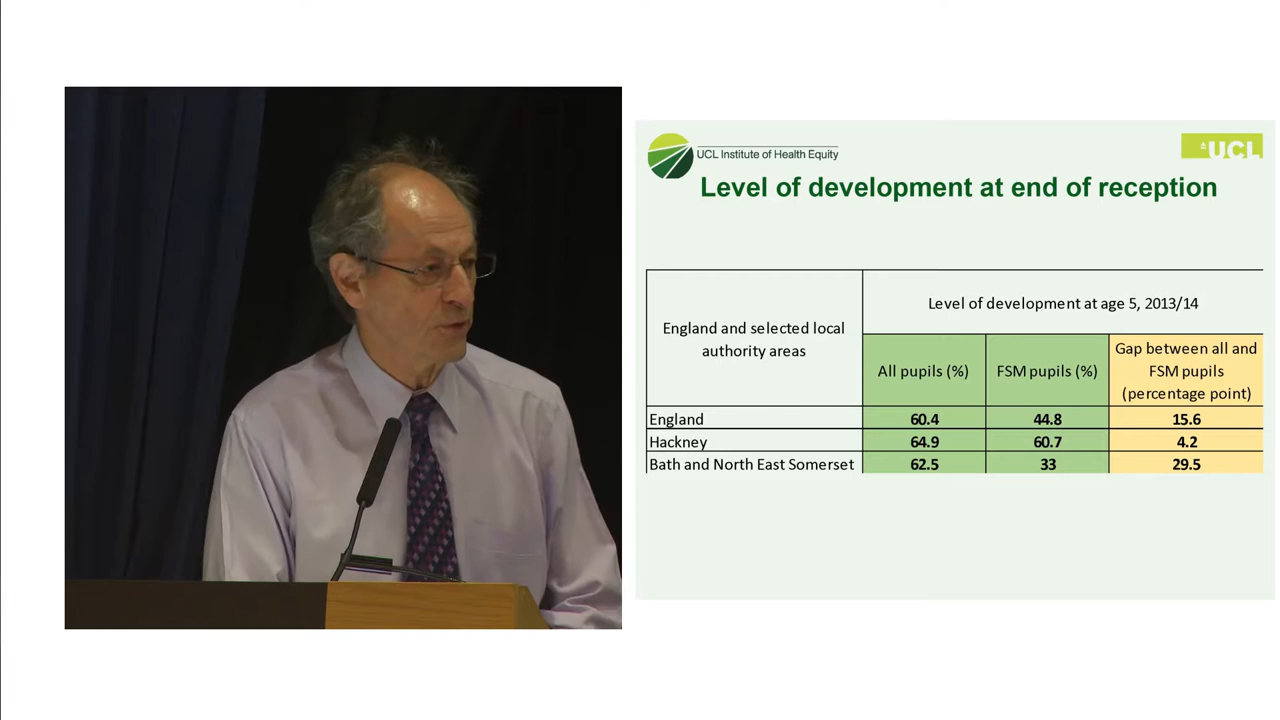 UCL Institute of Health Equity
UCL
Level of development at end of reception
England and selected local
authority areas
Level of development at age 5, 2013/14
All pupils (%)
FSM pupils (%)
Gap between all and
FSM pupils
(percentage point)
England 60.4 44.8 15.6
Hackney 64.9 60.7 4.2
Bath and North East Somerset 62.5 33 29.5